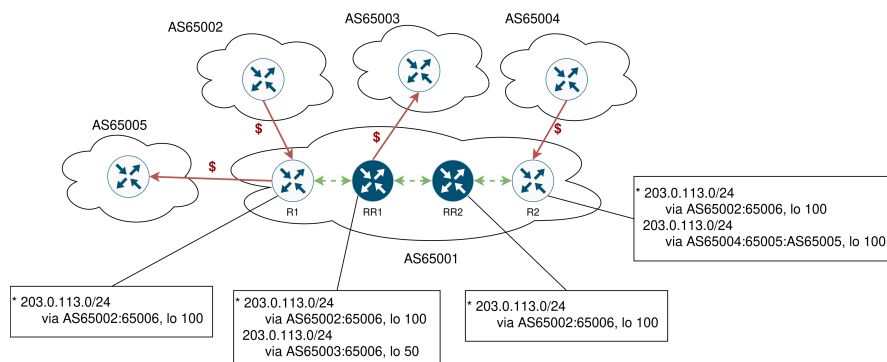 AS65002
AS65003
AS65004
AS65005
$
$
$
$
R1
RR1
RR2
R2
AS65001
* 203.0.113.0/24
via AS65002:65006, lo 100
203.0.113.0/24
via AS65004:65005:AS65005, lo 100
* 203.0.113.0/24
via AS65002:65006, lo 100
* 203.0.113.0/24
via AS65002:65006, lo 100
203.0.113.0/24
via AS65003:65006, lo 50
* 203.0.113.0/24
via AS65002:65006, lo 100